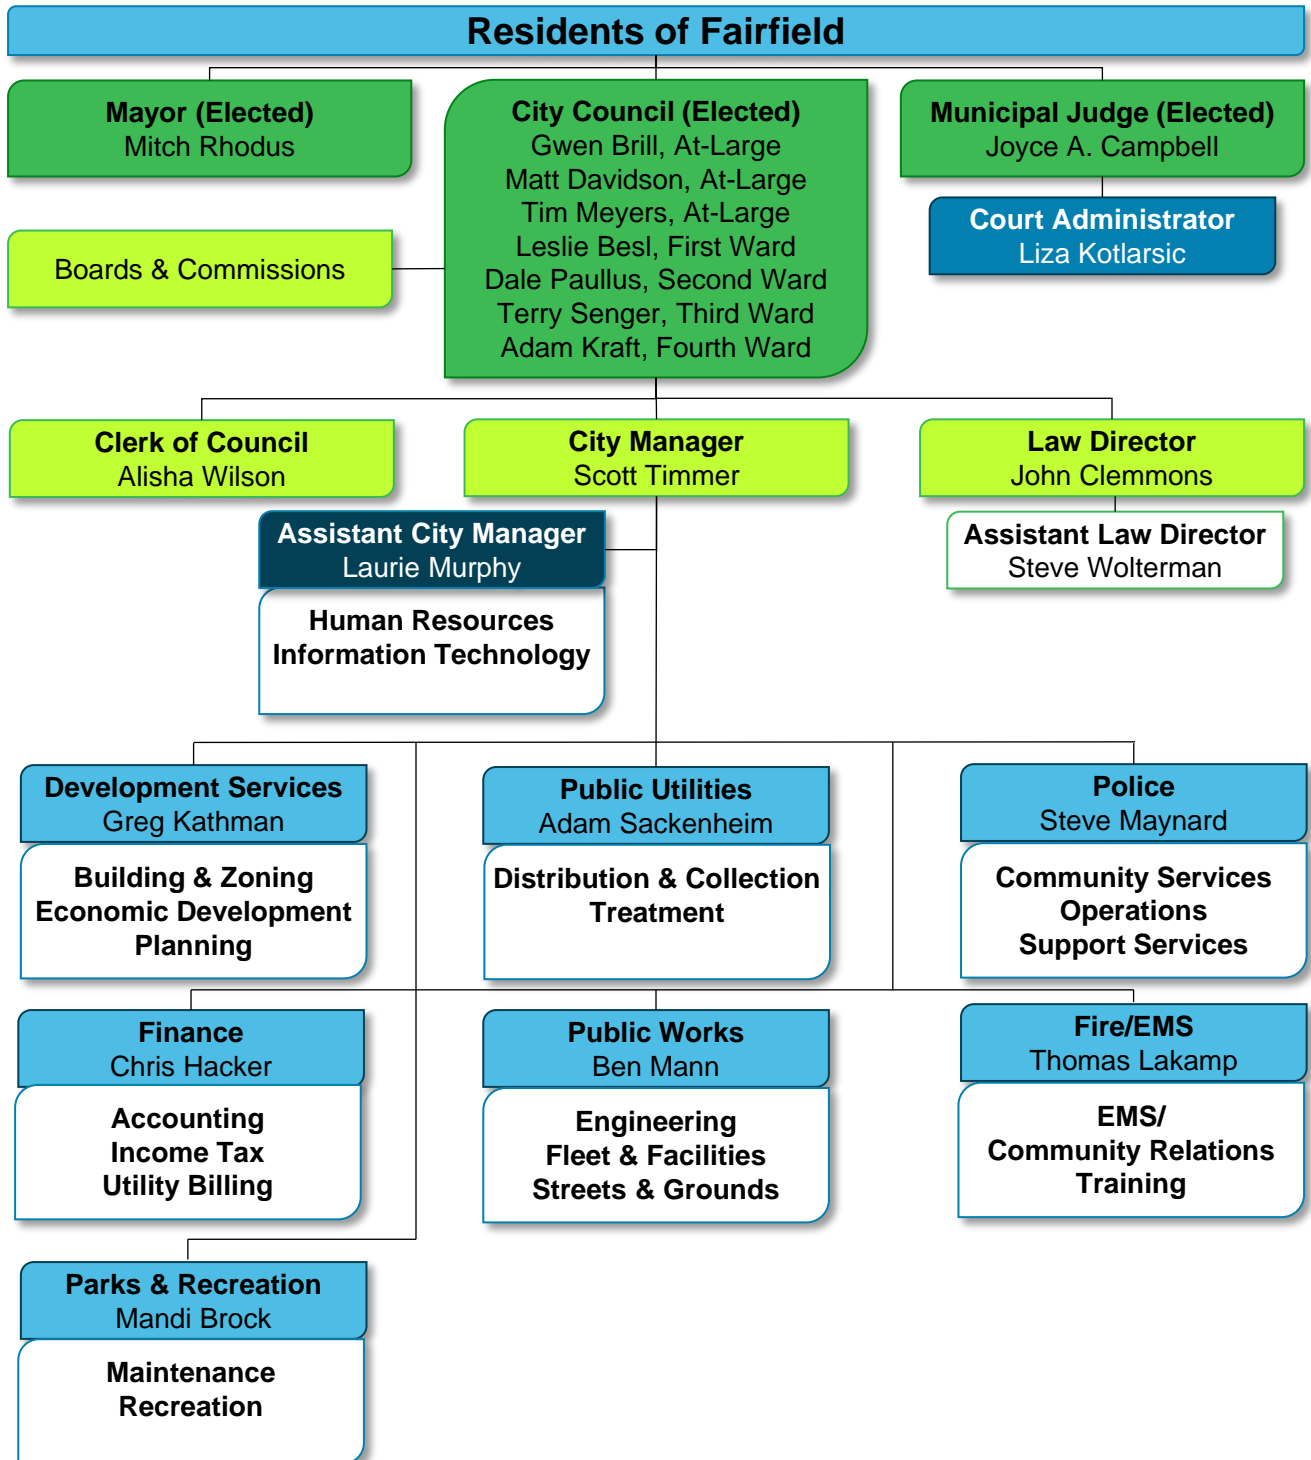 Residents of Fairfield
Mayor (Elected)
Mitch Rhodus
City Council (Elected)
Gwen Brill, At-Large
Matt Davidson, At-Large
Tim Meyers, At-Large
Leslie Besl, First Ward
Dale Paullus, Second Ward
Terry Senger, Third Ward
Adam Kraft, Fourth Ward
Municipal Judge (Elected)
Joyce A. Campbell
Court Administrator
Liza Kotlarsic
Boards & Commissions
Clerk of Council
Alisha Wilson
City Manager
Scott Timmer
Law Director
John Clemmons
Assistant City Manager
Laurie Murphy
Human Resources
Information Technology
Assistant Law Director
Steve Wolterman
Development Services
Greg Kathman
Building & Zoning
Economic Development
Planning
Public Utilities
Adam Sackenheim
Distribution & Collection
Treatment
Police
Steve Maynard
Community Services
Operations
Support Services
Finance
Chris Hacker
Accounting
Income Tax
Utility Billing
Public Works
Ben Mann
Engineering
Fleet & Facilities
Streets & Grounds
Fire/EMS
Thomas Lakamp
EMS/
Community Relations
Training
Parks & Recreation
Mandi Brock
Maintenance
Recreation